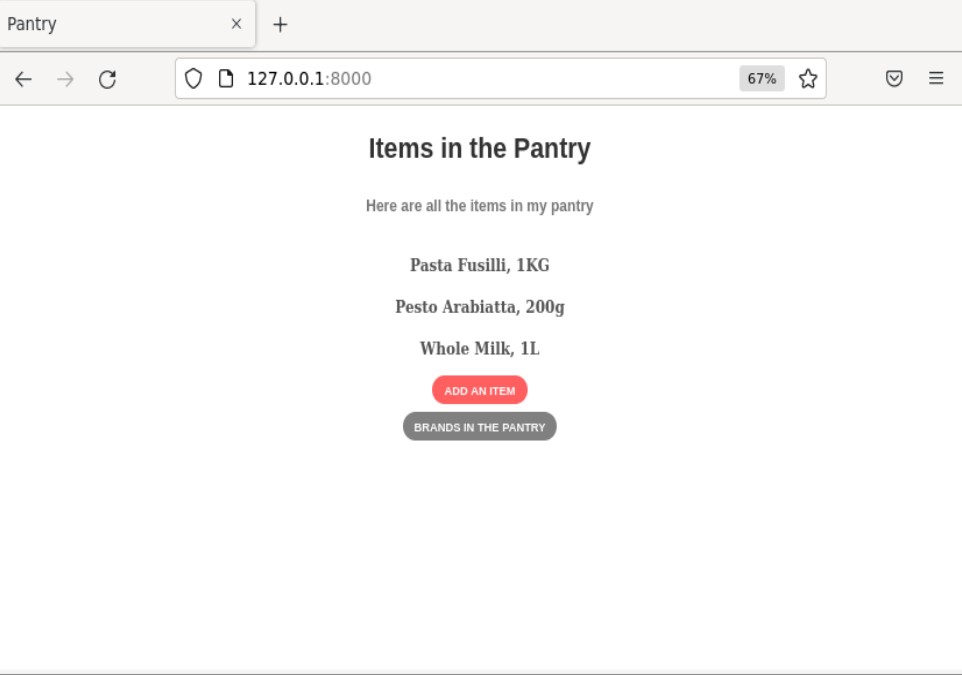 Pantry
127.0.0.1:8000 67%
Items in the Pantry
Here are all the items in my pantry
Pasta Fusilli, 1KG
Pesto Arabiatta, 200g
Whole Milk, 1L
ADD AN ITEM
BRANDS IN THE PANTRY